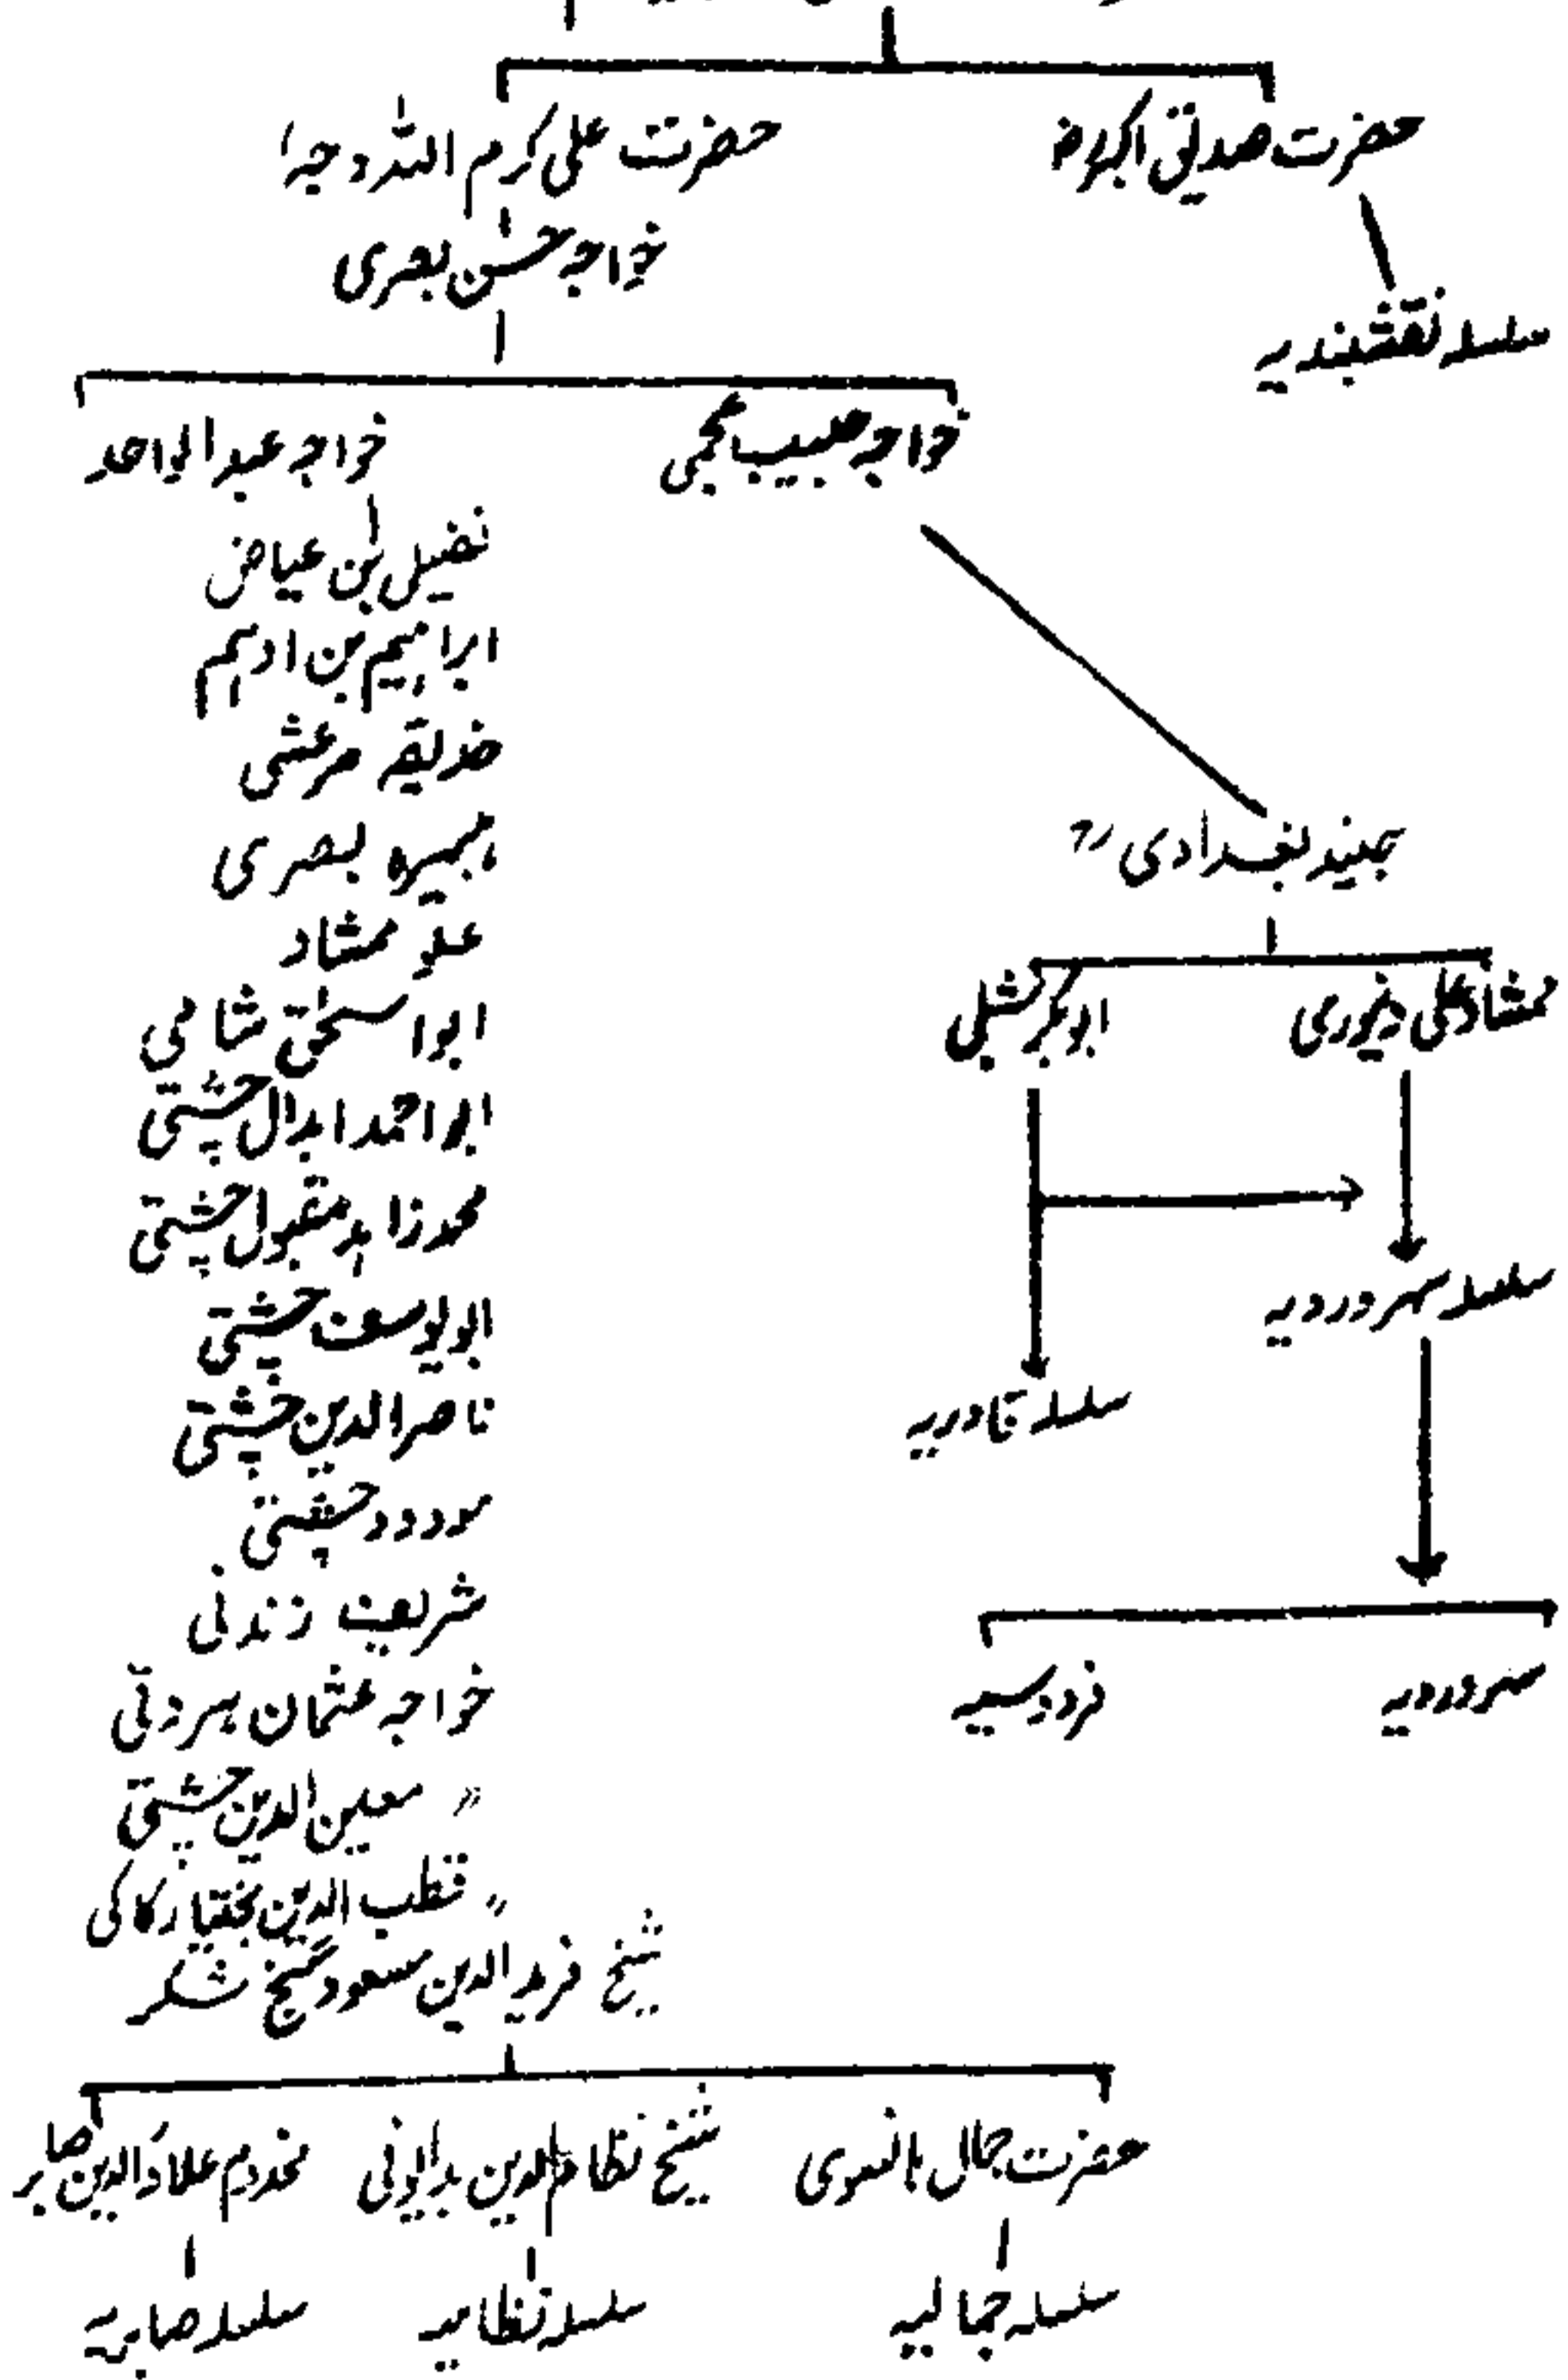 حضرت صدیق اکبرؓ
حضرت علی کرم اللہ وجہہ
خواجہ حسن بصری
سلسلہ نقشبندیہ
خواجہ حبیب عجمی
خواجہ عبد الواحد
فضیل بن عیاض
ابراہیم بن ادہم
حذیفہ مرعشی
ہبیرہ بصری
جنید بغدادی ؒ
علو ممشاد
ممشاد علی دینوری
ابوبکر شبلی
ابو اسحٰق شامی
ابو احمد ابدال چشتی
محمد زاہد مقبول چشتی
سلسلہ سہروردیہ
ابو یوسف چشتی
سلسلہ قادریہ
ناصر الدین چشتی
مودود چشتی
شریف زندنی
سہروردیہ
فردوسیہ
خواجہ عثمان ہرونی
〃 معین الدین چشتی
〃 قطب الدین بختیار کاکی
شیخ فرید الدین مسعود گنج شکر
حضرت جمال ہانسوی
شیخ نظام الدین بدایونی
مخدوم علاؤ الدین صابر
سلسلہ جمالیہ
سلسلہ نظامیہ
سلسلہ صابریہ